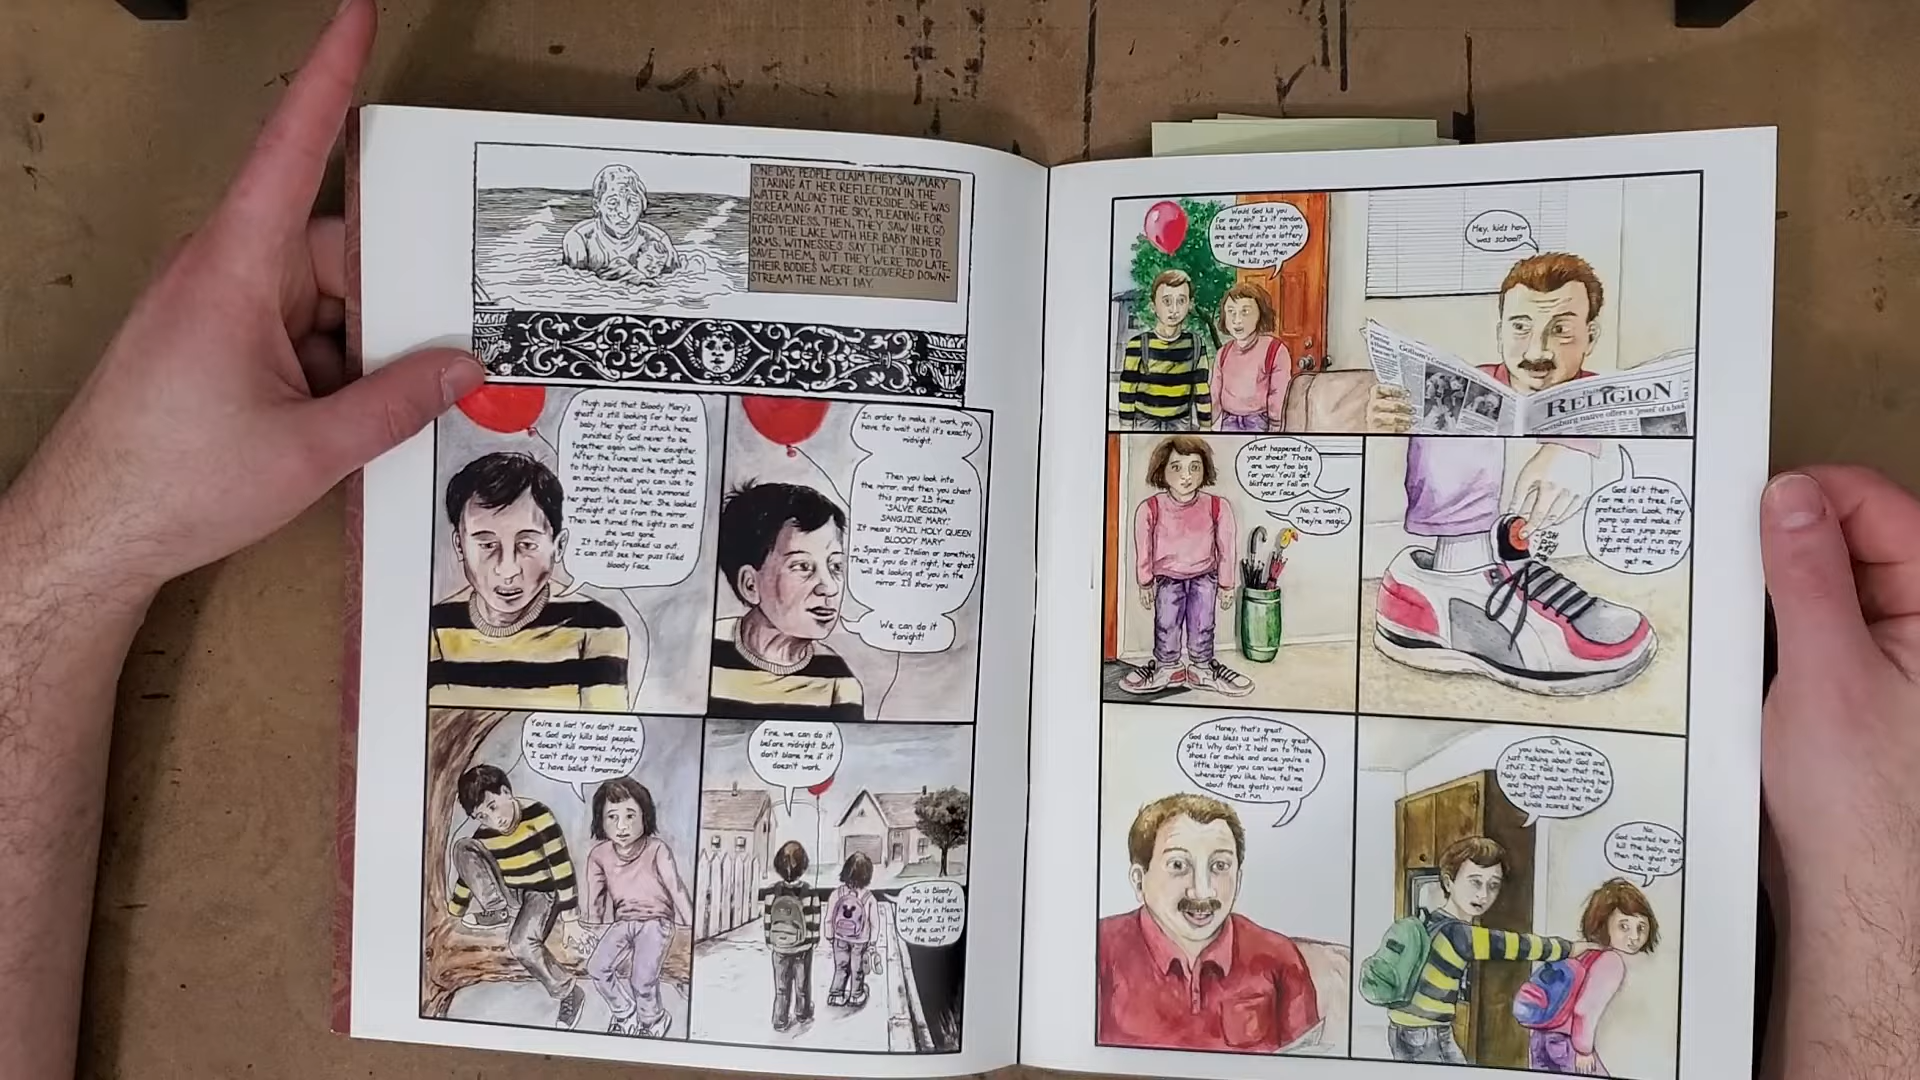 ONE DAY, PEOPLE CLAIM THEY SAW MARY
STARING AT HER REFLECTION IN THE
WATER ALONG THE RIVERSIDE. SHE WAS
SCREAMING AT THE SKY, PLEADING FOR
FORGIVENESS. THEN, THEY SAW HER GO
INTO THE LAKE WITH HER BABY IN HER
ARMS. WITNESSES SAY THEY TRIED TO
SAVE THEM, BUT THEY WERE TOO LATE.
THEIR BODIES WERE RECOVERED DOWN-
STREAM THE NEXT DAY.
Hugh said that Bloody Mary's
ghost is still looking for her dead
baby. Her ghost is stuck here,
punished by God never to be
together again with her daughter.
After the funeral we went back
to Hugh's house and he taught me
an ancient ritual you can use to
summon the dead. We summoned
her ghost. We saw her. She looked
straight at us from the mirror.
Then we turned the lights on and
she was gone.
It totally freaked us out.
I can still see her puss filled
bloody face.
In order to make it work, you
have to wait until it's exactly
midnight.
Then you look into
the mirror, and then you chant
this prayer 13 times
"SALVE REGINA
SANGUINE MARY."
It means "HAIL HOLY QUEEN
BLOODY MARY"
in Spanish or Italian or something.
Then, if you do it right, her ghost
will be looking at you in the
mirror. I'll show you.
We can do it
tonight!
You're a liar! You don't scare
me. God only kills bad people,
he doesn't kill mommies. Anyway,
I can't stay up 'til midnight.
I have ballet tomorrow.
Fine, we can do it
before midnight. But
don't blame me if it
doesn't work.
So, is Bloody
Mary in Hell and
her baby's in Heaven
with God? Is that
why she can't find
the baby?
Would God kill you
for any sin? Is it random,
like each time you sin you
are entered into a lottery
and if God pulls your number
for that sin, then
he kills you?
Hey, kids how
was school?
RELIGION
native offers a 'jewel' of a book
What happened to
your shoes? Those
are way too big
for you. You'll get
blisters or fall on
your face.
No, I won't.
They're magic.
God left them
for me in a tree, for
protection. Look, they
pump up and make it
so I can jump super
high and out run any
ghost that tries to
get me.
-PSH
PSH
Honey, that's great.
God does bless us with many great
gifts. Why don't I hold on to those
shoes for awhile and once you're a
little bigger you can wear them
whenever you like. Now, tell me
about these ghosts you need
out run.
Oh,
you know. We were
just talking about God and
stuff. I told her that the
Holy Ghost was watching her
and trying push her to do
what God wants and that
kinda scared her.
No.
God wanted her to
kill the baby, and
then the ghost got
sick, and